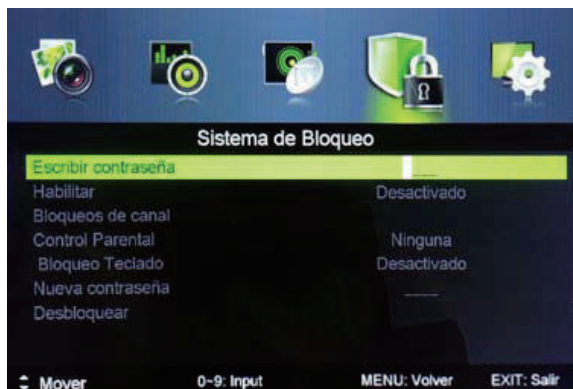 Sistema de Bloqueo
Escribir contraseña
Habilitar Desactivado
Bloqueos de canal
Control Parental Ninguna
Bloqueo Teclado Desactivado
Nueva contraseña
Desbloquear
Mover 0~9: Input MENU: Volver EXIT: Salir